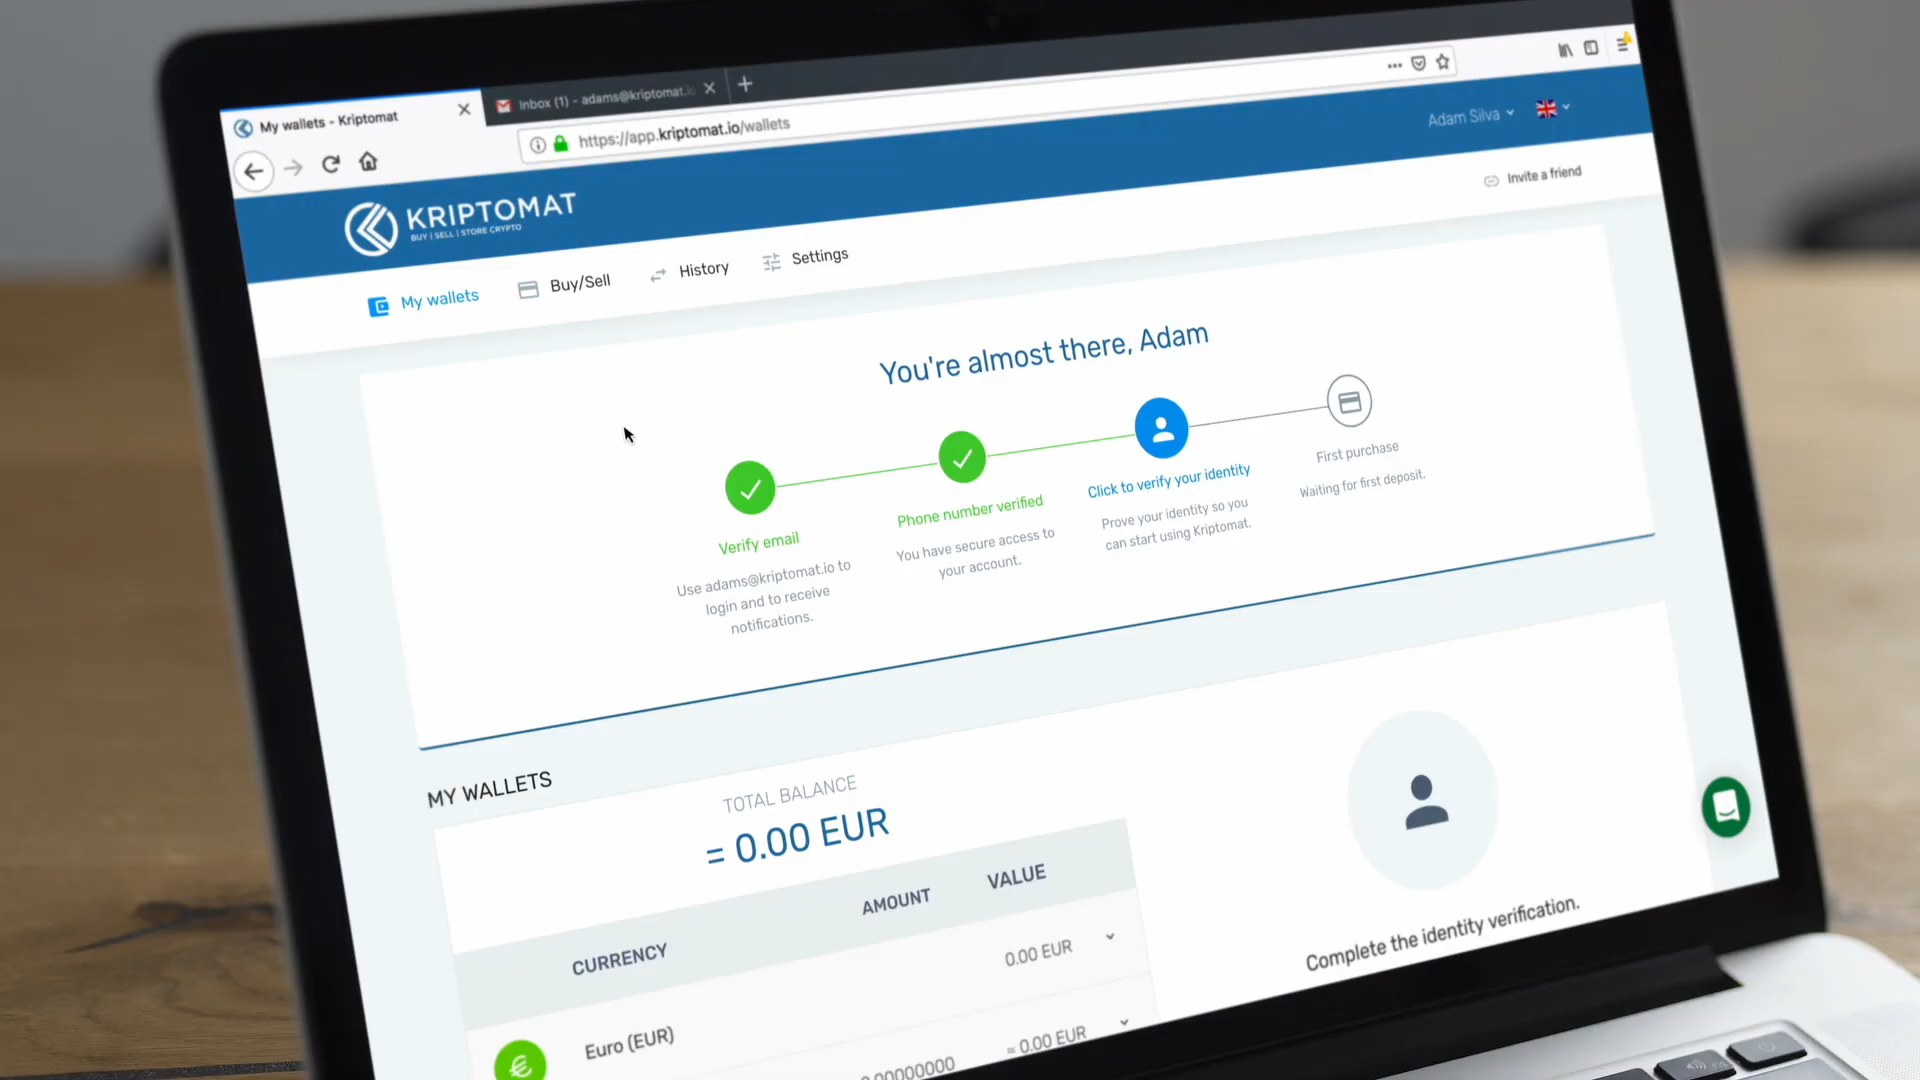 My wallets - Kriptomat
Inbox (1) - adams@kriptomat.io
https://app.kriptomat.io/wallets
Adam Silva
KRIPTOMAT
BUY | SELL | STORE CRYPTO
Invite a friend
My wallets
Buy/Sell
History
Settings
You're almost there, Adam
Verify email
Use adams@kriptomat.io to
login and to receive
notifications.
Phone number verified
You have secure access to
your account.
Click to verify your identity
Prove your identity so you
can start using Kriptomat.
First purchase
Waiting for first deposit.
MY WALLETS
TOTAL BALANCE
= 0.00 EUR
CURRENCY
AMOUNT
VALUE
Euro (EUR)
0.00 EUR
0.00000000
≈ 0.00 EUR
Complete the identity verification.